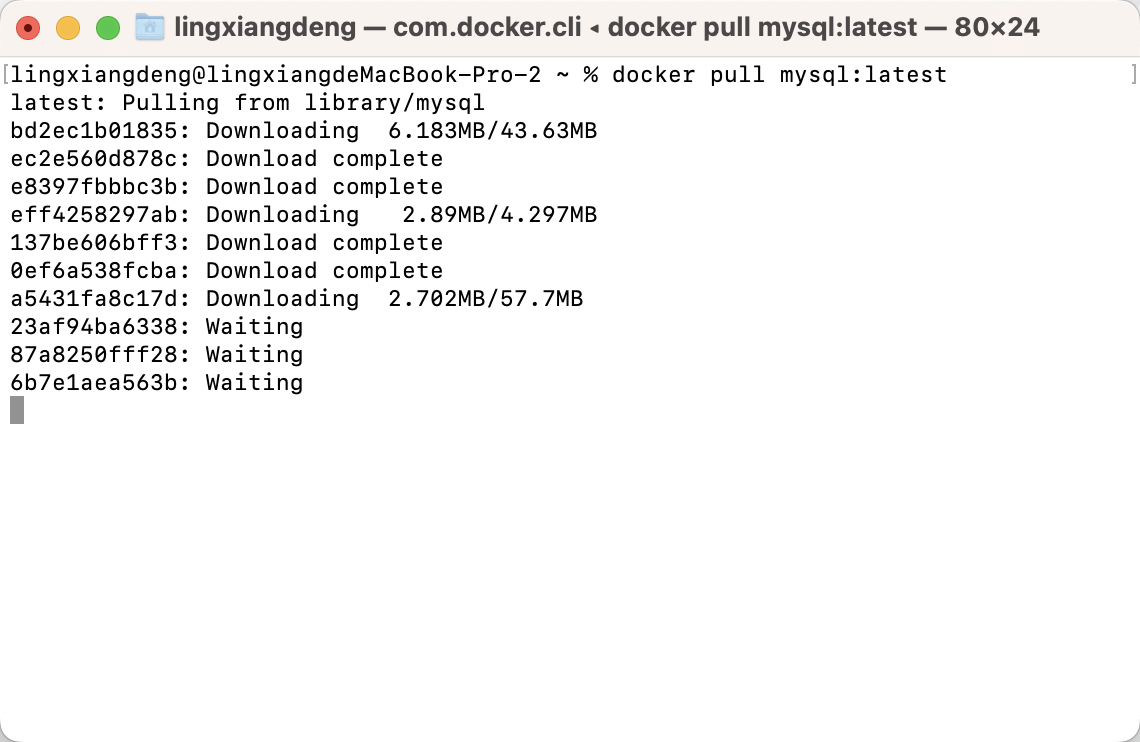 lingxiangdeng — com.docker.cli ◂ docker pull mysql:latest — 80×24
[lingxiangdeng@lingxiangdeMacBook-Pro-2 ~ % docker pull mysql:latest ]
latest: Pulling from library/mysql
bd2ec1b01835: Downloading  6.183MB/43.63MB
ec2e560d878c: Download complete
e8397fbbbc3b: Download complete
eff4258297ab: Downloading   2.89MB/4.297MB
137be606bff3: Download complete
0ef6a538fcba: Download complete
a5431fa8c17d: Downloading  2.702MB/57.7MB
23af94ba6338: Waiting
87a8250fff28: Waiting
6b7e1aea563b: Waiting